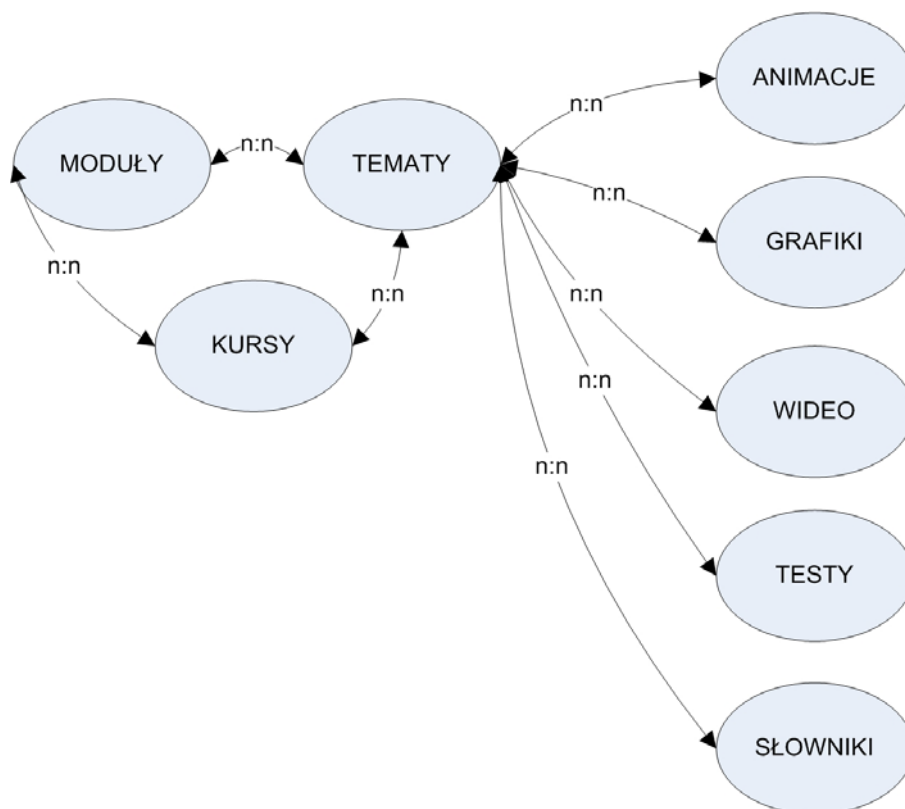 ANIMACJE
n:n
MODUŁY
n:n
TEMATY
n:n
GRAFIKI
n:n
n:n
n:n
KURSY
n:n
WIDEO
n:n
TESTY
SŁOWNIKI